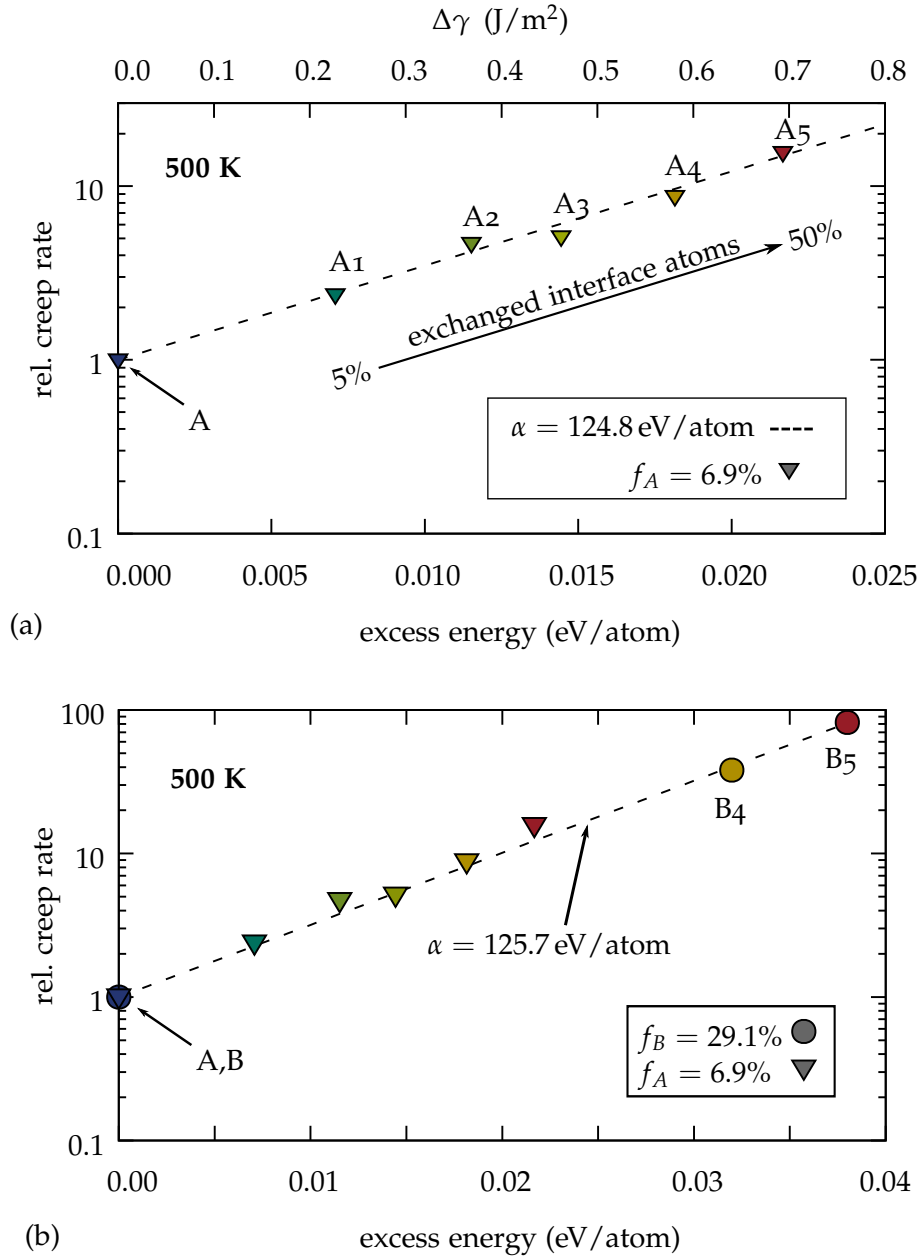 Δγ (J/m²)
0.0 0.1 0.2 0.3 0.4 0.5 0.6 0.7 0.8
500 K
rel. creep rate
10
1
0.1
A
A1
A2
A3
A4
A5
5%
exchanged interface atoms
50%
α = 124.8 eV/atom
f_A = 6.9%
0.000 0.005 0.010 0.015 0.020 0.025
(a)
excess energy (eV/atom)
100
10
1
0.1
rel. creep rate
500 K
B5
B4
α = 125.7 eV/atom
A,B
f_B = 29.1%
f_A = 6.9%
0.00 0.01 0.02 0.03 0.04
(b)
excess energy (eV/atom)